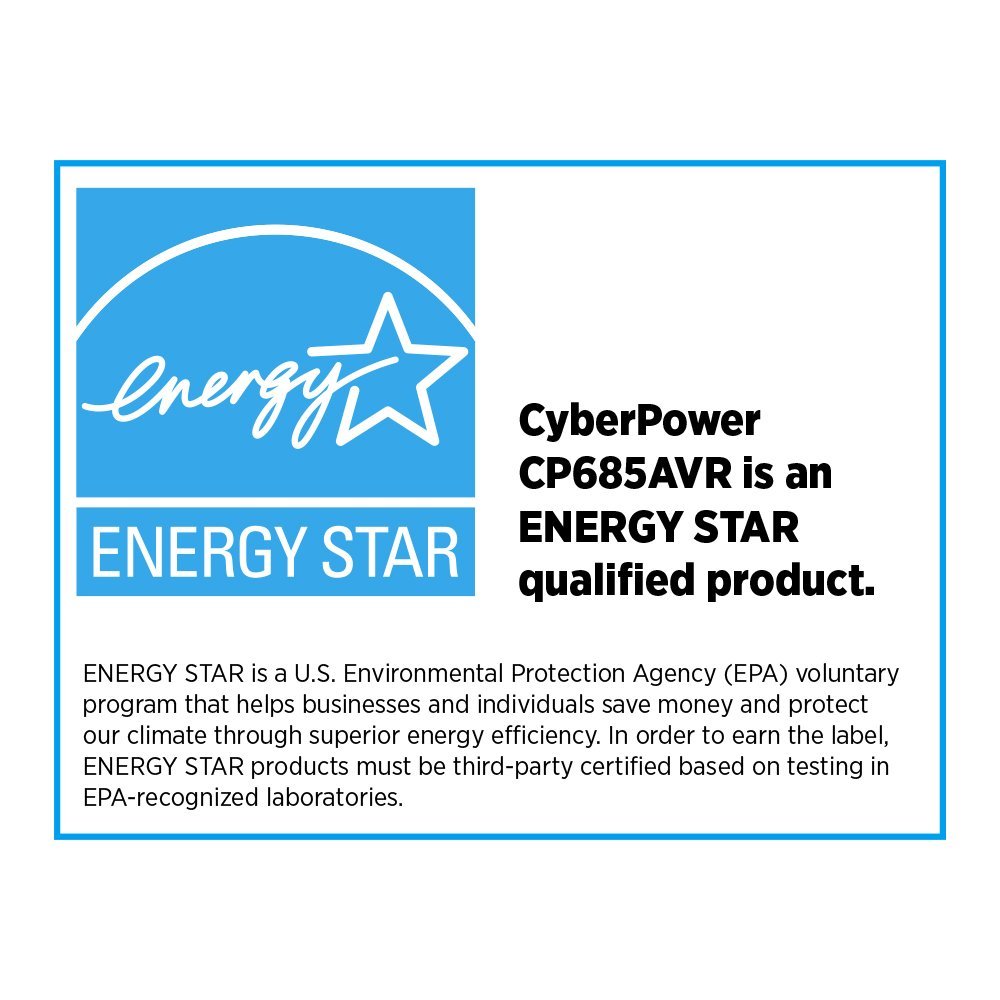 energy
ENERGY STAR
CyberPower
CP685AVR is an
ENERGY STAR
qualified product.
ENERGY STAR is a U.S. Environmental Protection Agency (EPA) voluntary
program that helps businesses and individuals save money and protect
our climate through superior energy efficiency. In order to earn the label,
ENERGY STAR products must be third-party certified based on testing in
EPA-recognized laboratories.